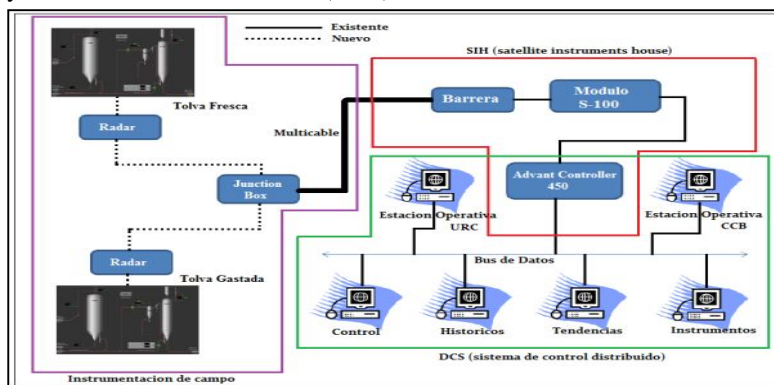 Existente
Nuevo
SIH (satellite instruments house)
Tolva Fresca
Radar
Multicable
Barrera
Modulo
S-100
Junction
Box
Advant Controller
450
Estacion Operativa
URC
Estacion Operativa
CCB
Radar
Tolva Gastada
Bus de Datos
Control
Historicos
Tendencias
Instrumentos
DCS (sistema de control distribuido)
Instrumentacion de campo